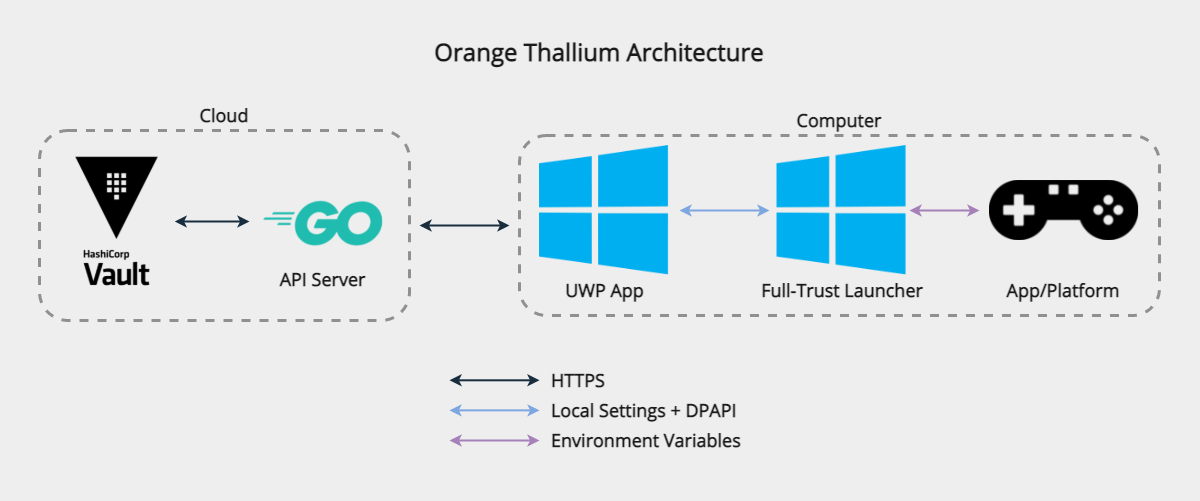 Orange Thallium Architecture
Cloud
Computer
HashiCorp
Vault
GO
API Server
UWP App
Full-Trust Launcher
App/Platform
HTTPS
Local Settings + DPAPI
Environment Variables